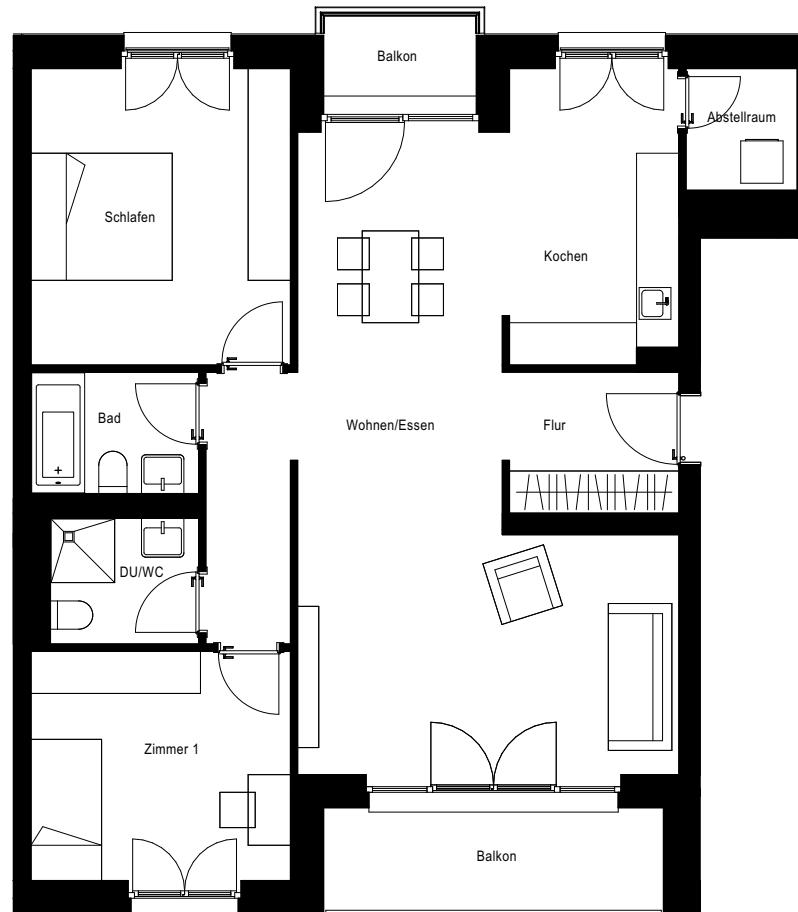 Balkon
Abstellraum
Schlafen
Kochen
Bad
Wohnen/Essen
Flur
DU/WC
Zimmer 1
Balkon